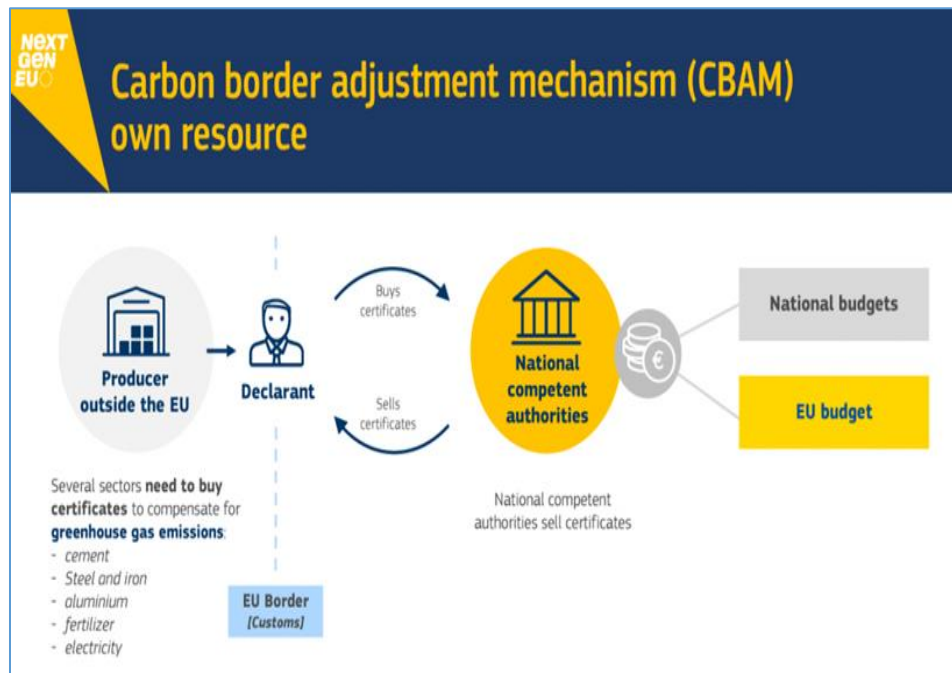 NEXT
GEN
EU
Carbon border adjustment mechanism (CBAM)
own resource
Producer
outside the EU
Declarant
Buys
certificates
Sells
certificates
National
competent
authorities
€
National budgets
EU budget
Several sectors need to buy
certificates to compensate for
greenhouse gas emissions:
- cement
- Steel and iron
- aluminium
- fertilizer
- electricity
EU Border
[Customs]
National competent
authorities sell certificates